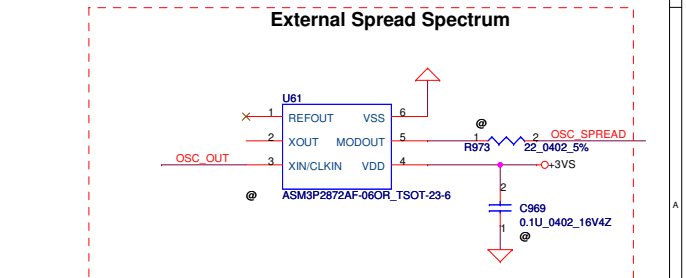 External Spread Spectrum
U61
1 REFOUT VSS 6
2 XOUT MODOUT 5
3 XIN/CLKIN VDD 4
OSC_OUT
@
ASM3P2872AF-06OR_TSOT-23-6
@
1 2 OSC_SPREAD
R973 22_0402_5%
+3VS
2
C969
0.1U_0402_16V4Z
1
@
A